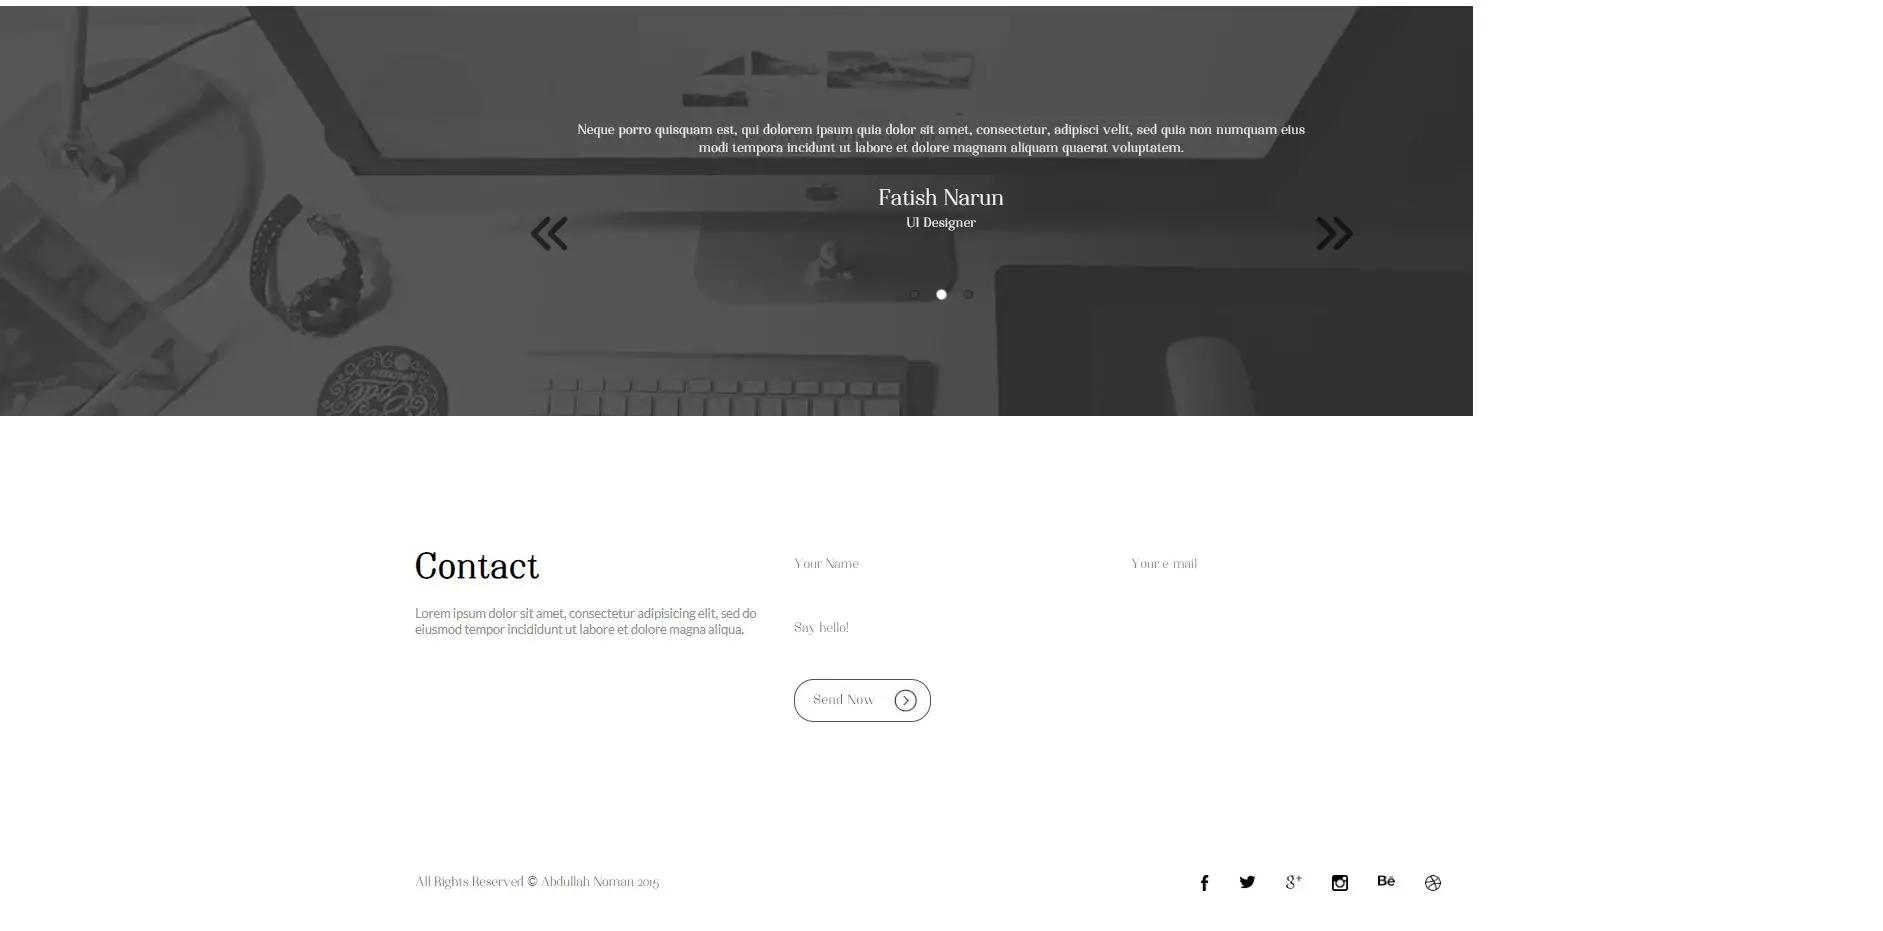 Neque porro quisquam est, qui dolorem ipsum quia dolor sit amet, consectetur, adipisci velit, sed quia non numquam eius
modi tempora incidunt ut labore et dolore magnam aliquam quaerat voluptatem.
Fatish Narun
UI Designer
Code
Contact
Lorem ipsum dolor sit amet, consectetur adipisicing elit, sed do
eiusmod tempor incididunt ut labore et dolore magna aliqua.
Your Name
Your e-mail
Say hello!
Send Now
All Rights Reserved © Abdullah Noman 2015
f
g+
Bē